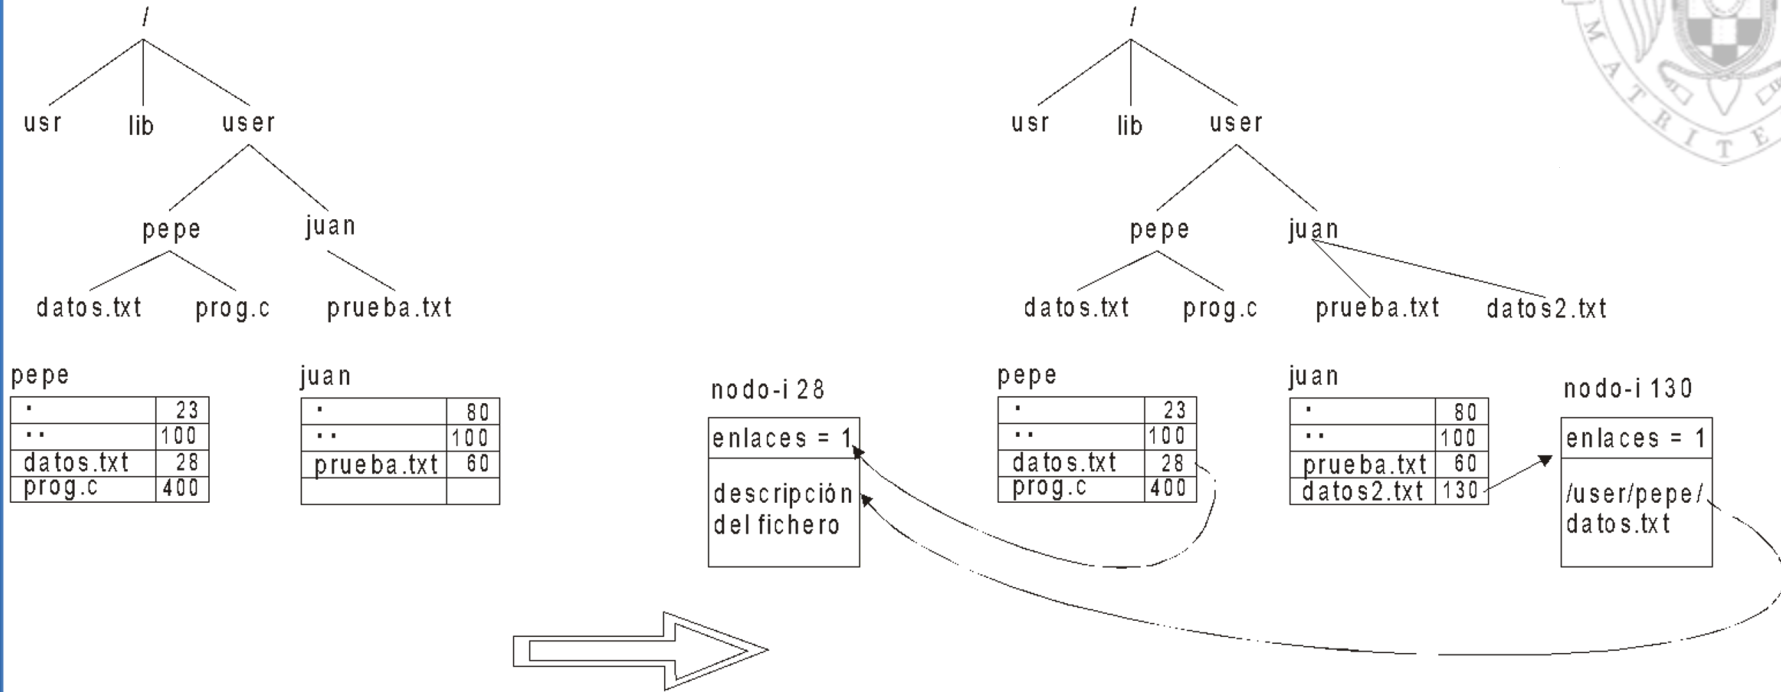 /
usr lib user
pepe juan
datos.txt prog.c prueba.txt
pepe
. 23
.. 100
datos.txt 28
prog.c 400
juan
. 80
.. 100
prueba.txt 60
nodo-i 28
enlaces = 1
descripción
del fichero
/
usr lib user
pepe juan
datos.txt prog.c prueba.txt datos2.txt
pepe
. 23
.. 100
datos.txt 28
prog.c 400
juan
. 80
.. 100
prueba.txt 60
datos2.txt 130
nodo-i 130
enlaces = 1
/user/pepe/
datos.txt
MATRITE